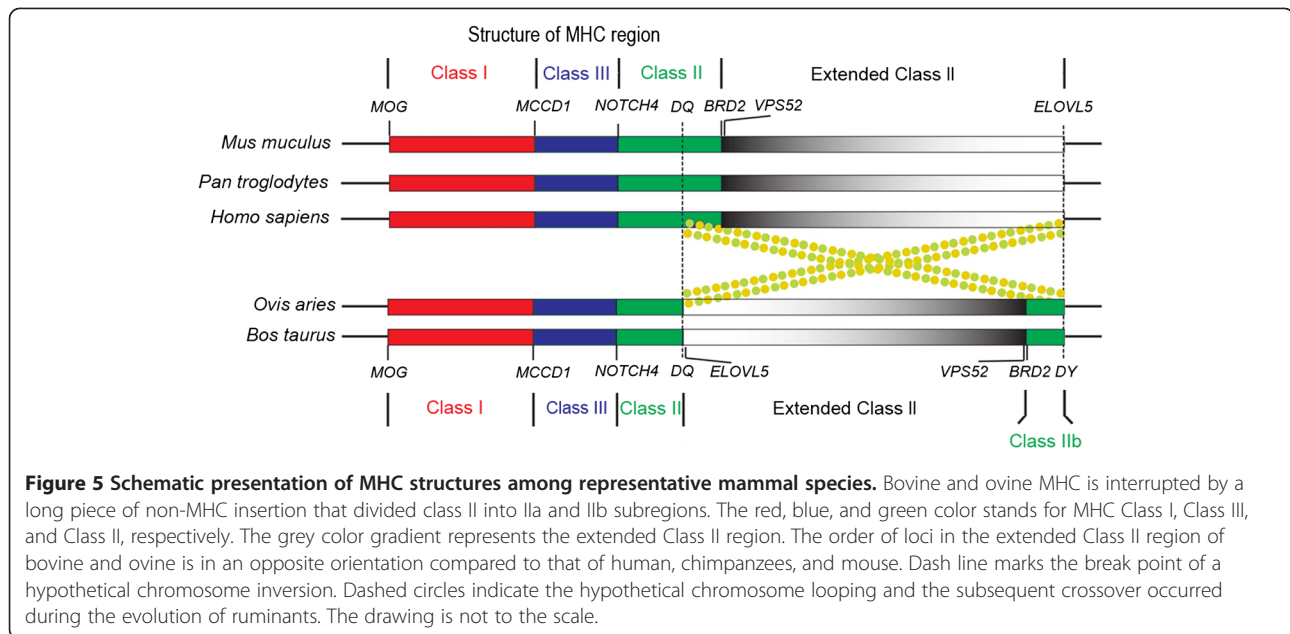 Structure of MHC region
Class I Class III Class II Extended Class II
MOG MCCD1 NOTCH4 DQ BRD2 VPS52 ELOVL5
Mus muculus
Pan troglodytes
Homo sapiens
Ovis aries
Bos taurus
MOG MCCD1 NOTCH4 DQ ELOVL5 VPS52 BRD2 DY
Class I Class III Class II Extended Class II
Class IIb
Figure 5 Schematic presentation of MHC structures among representative mammal species. Bovine and ovine MHC is interrupted by a
long piece of non-MHC insertion that divided class II into IIa and IIb subregions. The red, blue, and green color stands for MHC Class I, Class III,
and Class II, respectively. The grey color gradient represents the extended Class II region. The order of loci in the extended Class II region of
bovine and ovine is in an opposite orientation compared to that of human, chimpanzees, and mouse. Dash line marks the break point of a
hypothetical chromosome inversion. Dashed circles indicate the hypothetical chromosome looping and the subsequent crossover occurred
during the evolution of ruminants. The drawing is not to the scale.